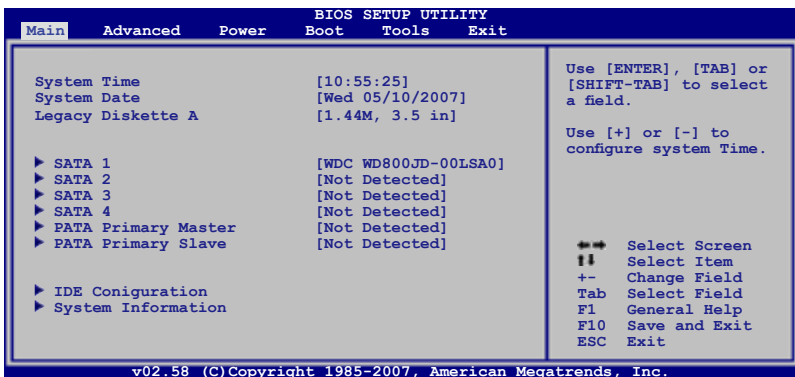 BIOS SETUP UTILITY
Main Advanced Power Boot Tools Exit
System Time [10:55:25]
System Date [Wed 05/10/2007]
Legacy Diskette A [1.44M, 3.5 in]
SATA 1 [WDC WD800JD-00LSA0]
SATA 2 [Not Detected]
SATA 3 [Not Detected]
SATA 4 [Not Detected]
PATA Primary Master [Not Detected]
PATA Primary Slave [Not Detected]
IDE Coniguration
System Information
Use [ENTER], [TAB] or
[SHIFT-TAB] to select
a field.
Use [+] or [-] to
configure system Time.
Select Screen
Select Item
+- Change Field
Tab Select Field
F1 General Help
F10 Save and Exit
ESC Exit
v02.58 (C)Copyright 1985-2007, American Megatrends, Inc.